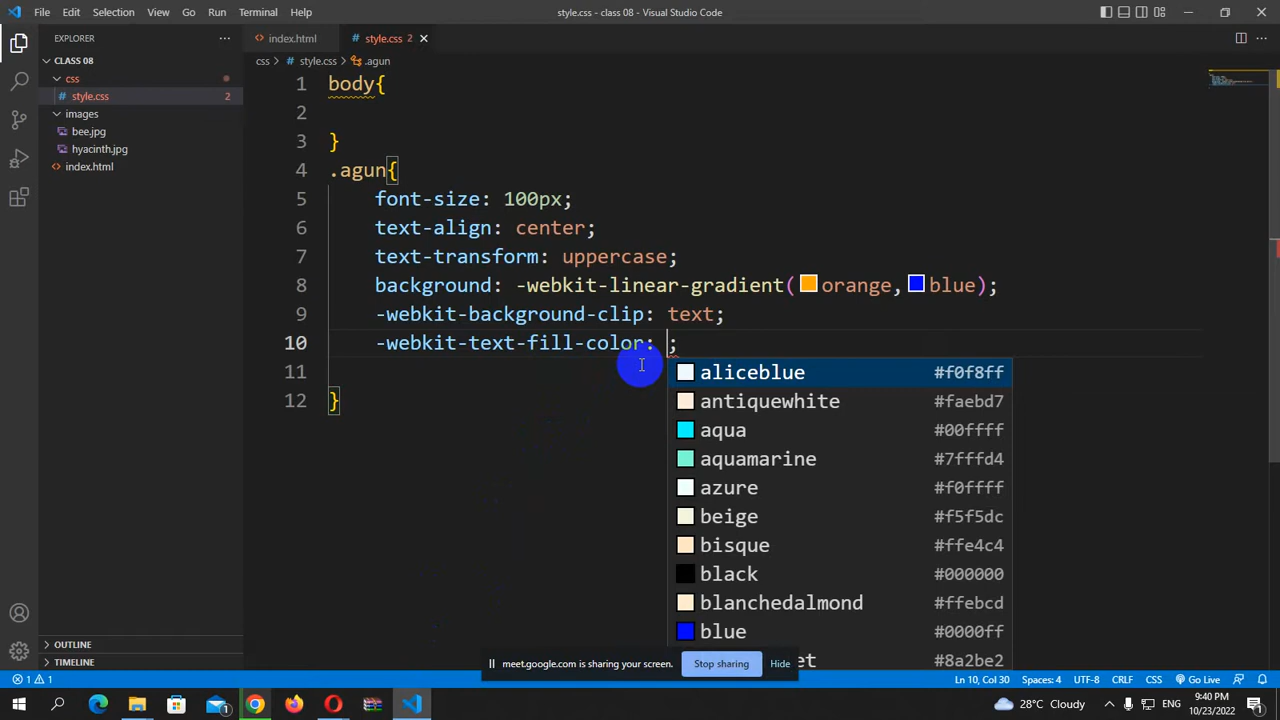 File Edit Selection View Go Run Terminal Help
style.css - class 08 - Visual Studio Code
EXPLORER
CLASS 08
css
style.css 2
images
bee.jpg
hyacinth.jpg
index.html
OUTLINE
TIMELINE
index.html style.css 2
css > style.css > .agun
1 body{
2
3 }
4 .agun{
5 font-size: 100px;
6 text-align: center;
7 text-transform: uppercase;
8 background: -webkit-linear-gradient(orange,blue);
9 -webkit-background-clip: text;
10 -webkit-text-fill-color: ;
11
12 }
aliceblue #f0f8ff
antiquewhite #faebd7
aqua #00ffff
aquamarine #7fffd4
azure #f0ffff
beige #f5f5dc
bisque #ffe4c4
black #000000
blanchedalmond #ffebcd
blue #0000ff
#8a2be2
meet.google.com is sharing your screen. Stop sharing Hide
1 1 Ln 10, Col 30 Spaces: 4 UTF-8 CRLF CSS Go Live
28°C Cloudy ENG 9:40 PM
10/23/2022